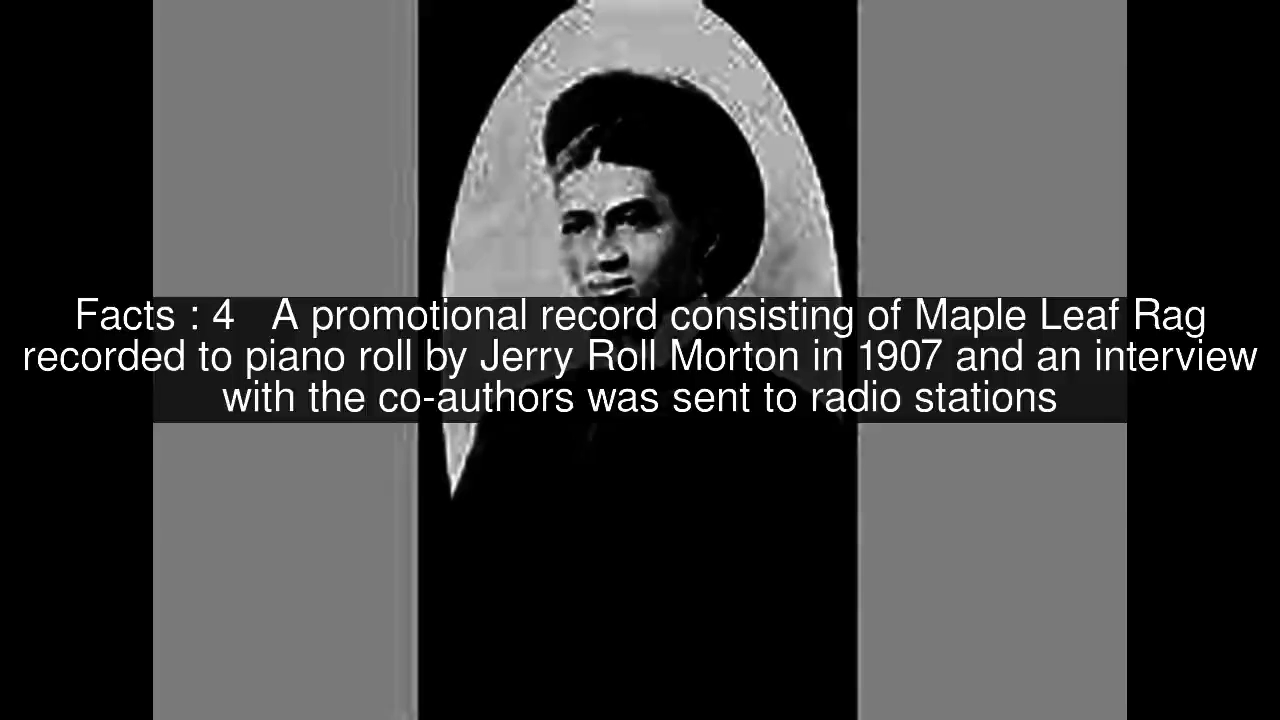 Facts : 4 A promotional record consisting of Maple Leaf Rag
recorded to piano roll by Jerry Roll Morton in 1907 and an interview
with the co-authors was sent to radio stations